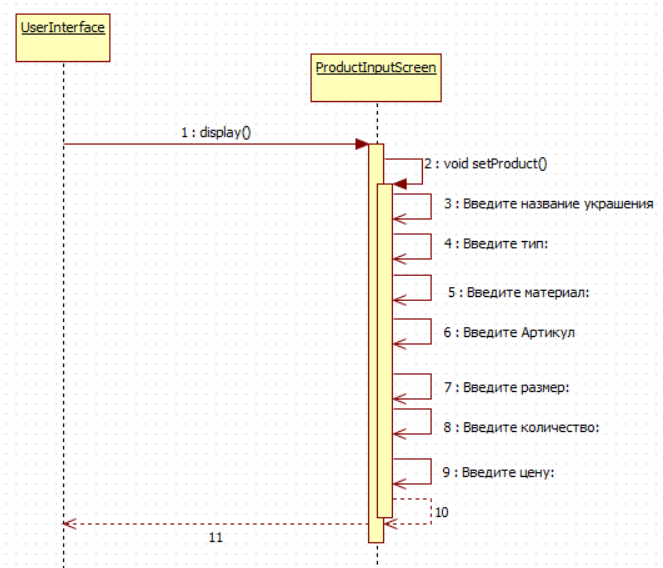 UserInterface
ProductInputScreen
1 : display()
2 : void setProduct()
3 : Введите название украшения
4 : Введите тип:
5 : Введите материал:
6 : Введите Артикул
7 : Введите размер:
8 : Введите количество:
9 : Введите цену:
10
11